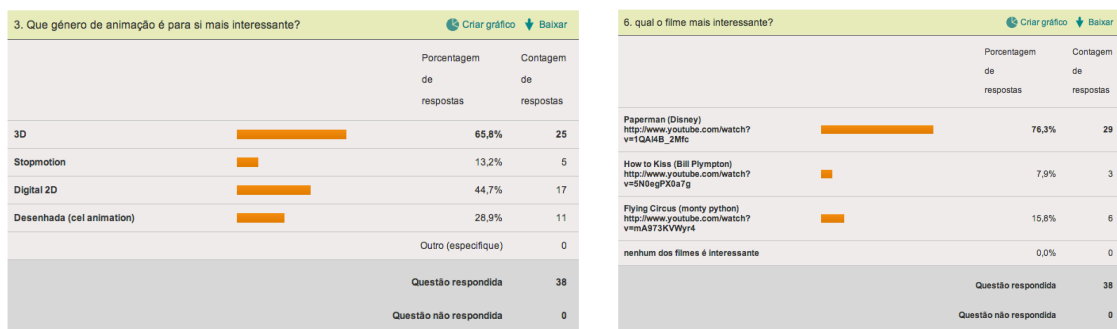 3. Que género de animação é para si mais interessante? Criar gráfico Baixar
Porcentagem de respostas
Contagem de respostas
3D 65,8% 25
Stopmotion 13,2% 5
Digital 2D 44,7% 17
Desenhada (cel animation) 28,9% 11
Outro (especifique) 0
Questão respondida 38
Questão não respondida 0
6. qual o filme mais interessante? Criar gráfico Baixar
Porcentagem de respostas
Contagem de respostas
Paperman (Disney)
http://www.youtube.com/watch?
v=1QAI4B_2Mfc 76,3% 29
How to Kiss (Bill Plympton)
http://www.youtube.com/watch?
v=5N0egPX0a7g 7,9% 3
Flying Circus (monty python)
http://www.youtube.com/watch?
v=mA973KVWyr4 15,8% 6
nenhum dos filmes é interessante 0,0% 0
Questão respondida 38
Questão não respondida 0